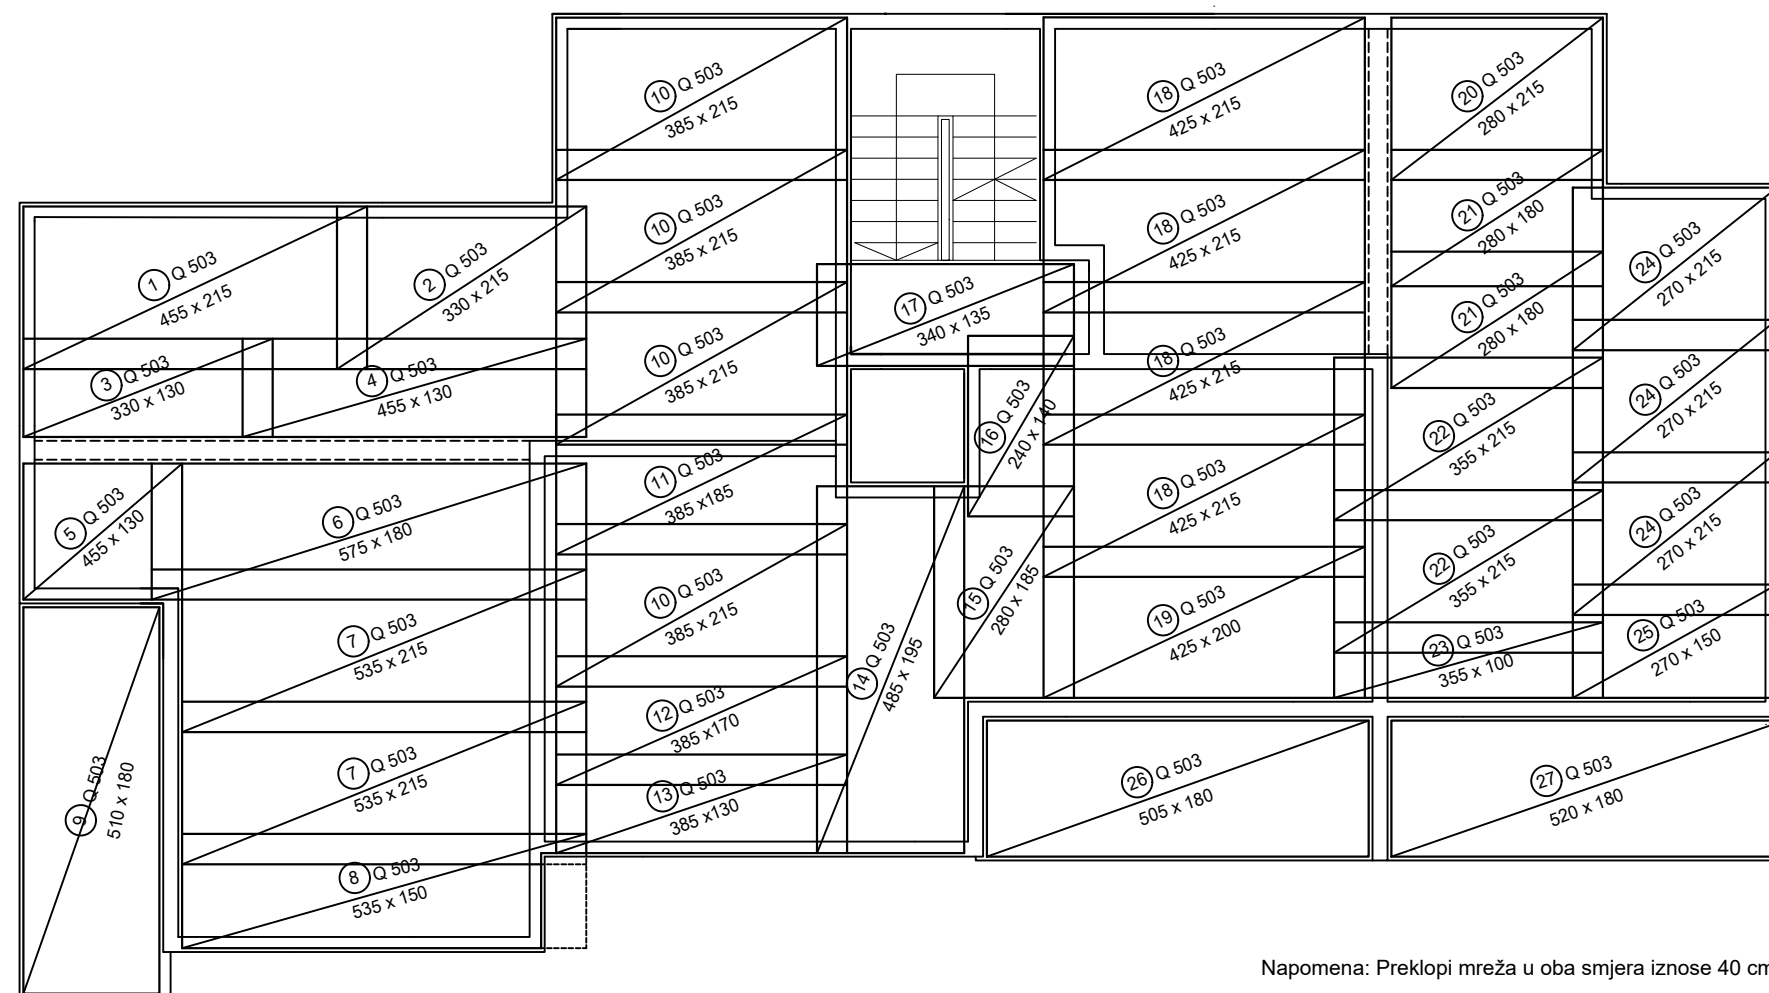 10 Q 503
385 x 215
18 Q 503
425 x 215
20 Q 503
280 x 215
10 Q 503
385 x 215
18 Q 503
425 x 215
21 Q 503
280 x 180
1 Q 503
455 x 215
2 Q 503
330 x 215
24 Q 503
270 x 215
17 Q 503
340 x 135
21 Q 503
280 x 180
10 Q 503
385 x 215
18 Q 503
425 x 215
3 Q 503
330 x 130
4 Q 503
455 x 130
24 Q 503
270 x 215
16 Q 503
240 x 140
22 Q 503
355 x 215
11 Q 503
385 x185
18 Q 503
425 x 215
5 Q 503
455 x 130
6 Q 503
575 x 180
24 Q 503
270 x 215
22 Q 503
355 x 215
10 Q 503
385 x 215
15 Q 503
280 x 185
19 Q 503
425 x 200
7 Q 503
535 x 215
23 Q 503
355 x 100
25 Q 503
270 x 150
14 Q 503
485 x 195
12 Q 503
385 x170
7 Q 503
535 x 215
9 Q 503
510 x 180
13 Q 503
385 x130
26 Q 503
505 x 180
27 Q 503
520 x 180
8 Q 503
535 x 150
Napomena: Preklopi mreža u oba smjera iznose 40 cm